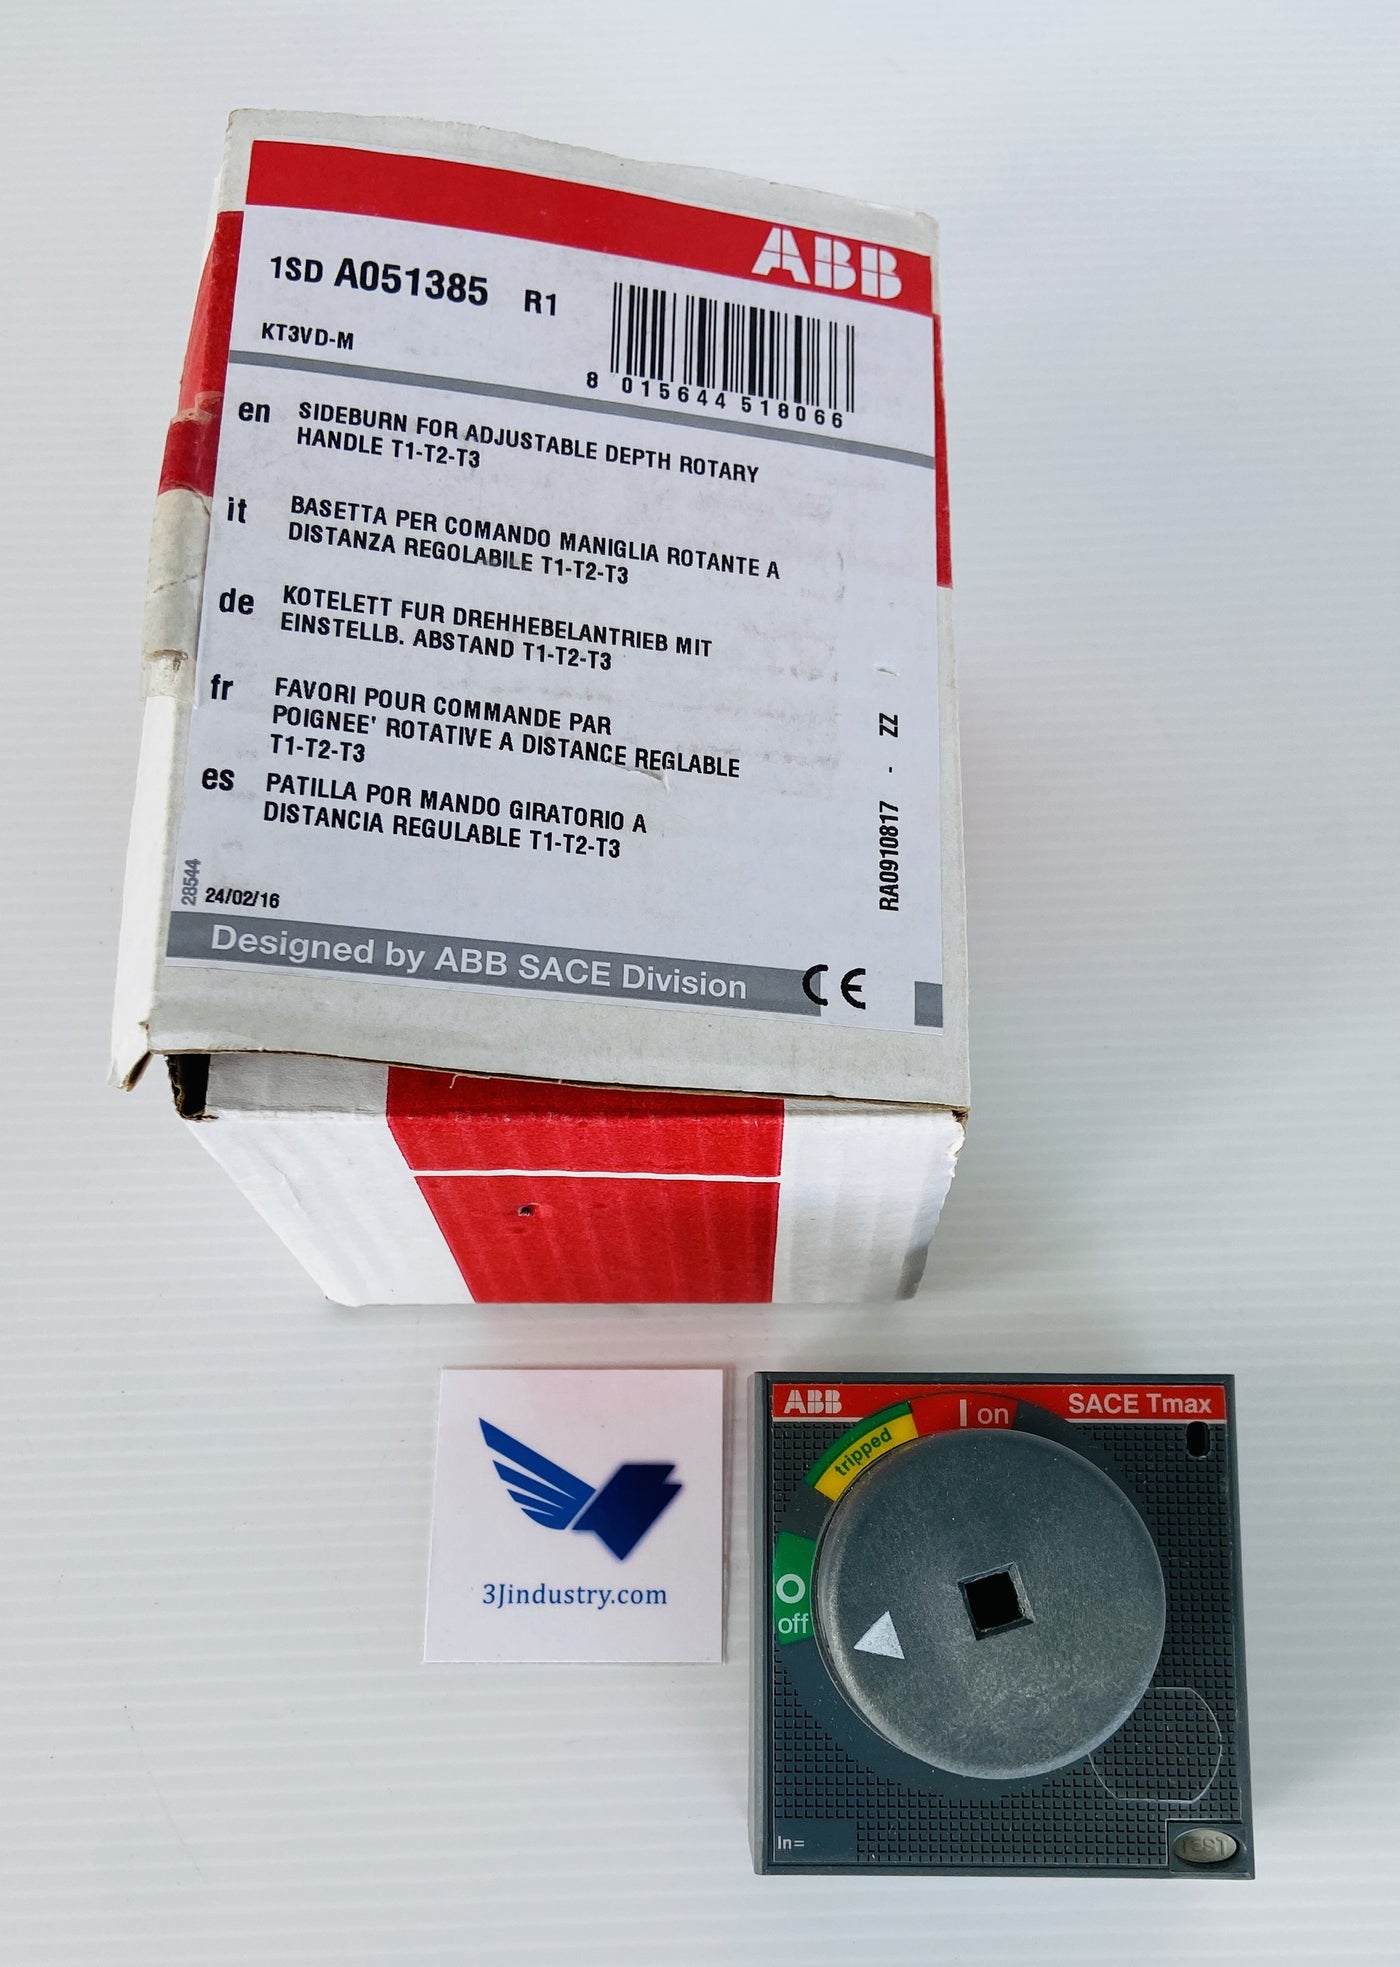 ABB
1SD A051385 R1
KT3VD-M
8 015644 518066
en SIDEBURN FOR ADJUSTABLE DEPTH ROTARY
HANDLE T1-T2-T3
it BASETTA PER COMANDO MANIGLIA ROTANTE A
DISTANZA REGOLABILE T1-T2-T3
de KOTELETT FUR DREHHEBELANTRIEB MIT
EINSTELLB. ABSTAND T1-T2-T3
fr FAVORI POUR COMMANDE PAR
POIGNEE' ROTATIVE A DISTANCE REGLABLE
T1-T2-T3
es PATILLA POR MANDO GIRATORIO A
DISTANCIA REGULABLE T1-T2-T3
RA0910817 - ZZ
28544
24/02/16
Designed by ABB SACE Division
CE
3Jindustry.com
ABB SACE Tmax
I on
tripped
O
off
In=
TEST